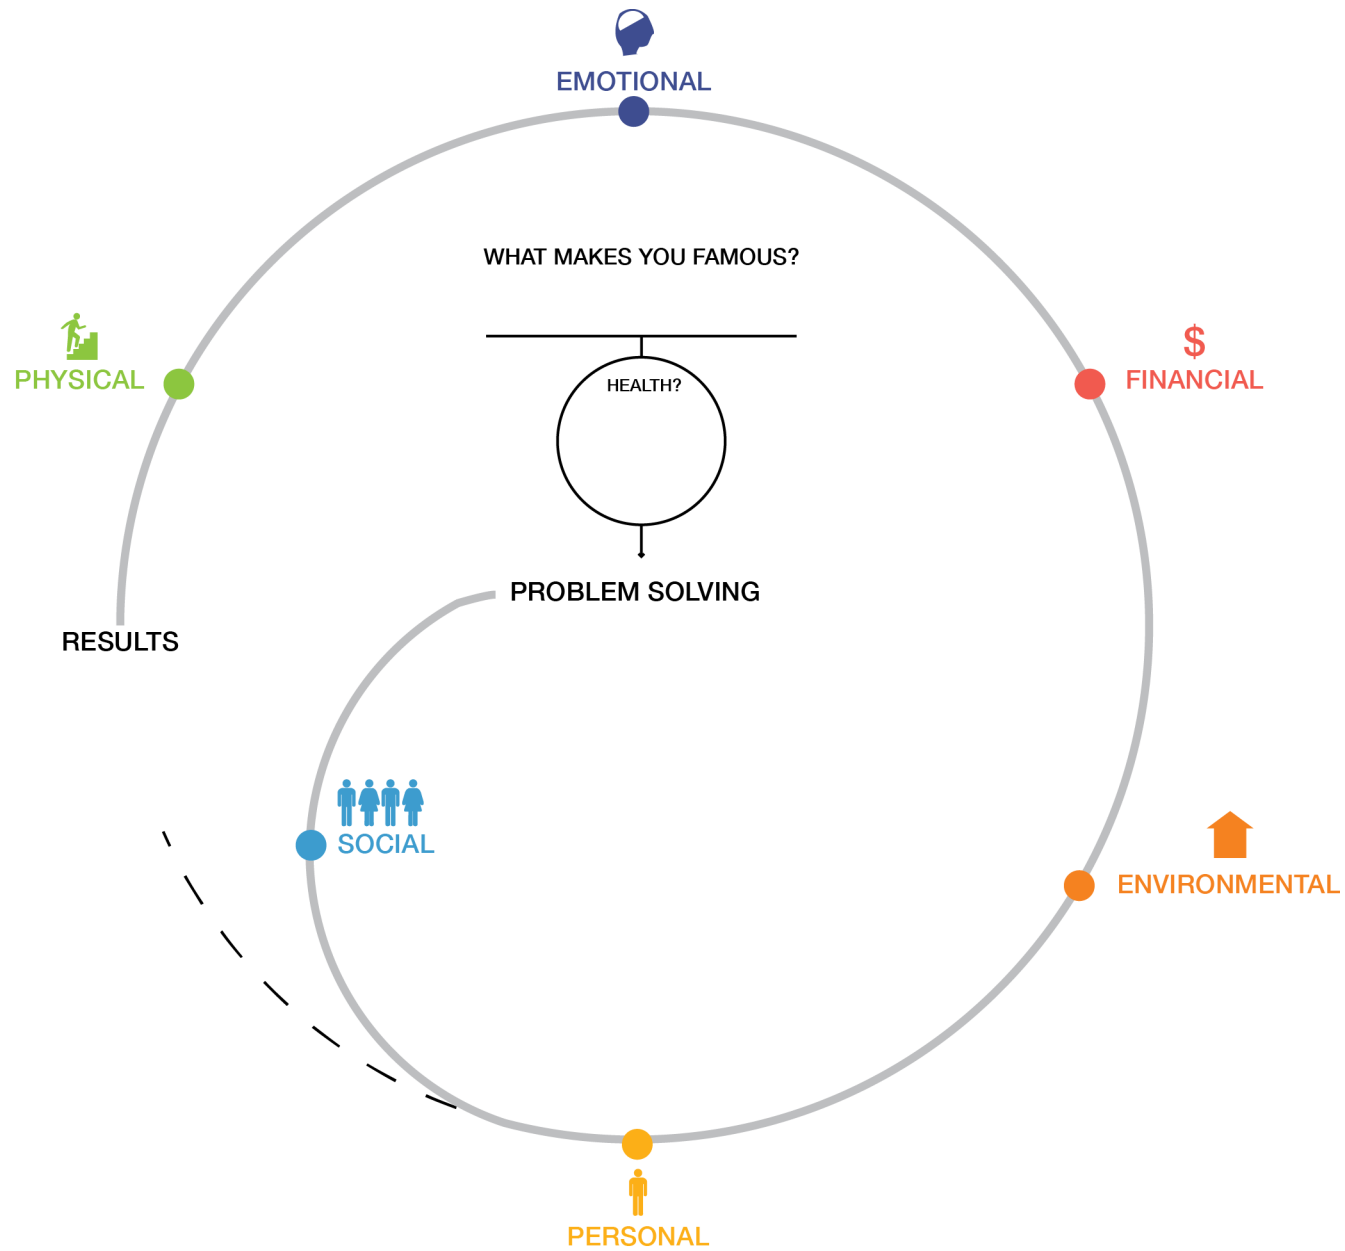 EMOTIONAL
WHAT MAKES YOU FAMOUS?
$
PHYSICAL
FINANCIAL
HEALTH?
PROBLEM SOLVING
RESULTS
SOCIAL
ENVIRONMENTAL
PERSONAL